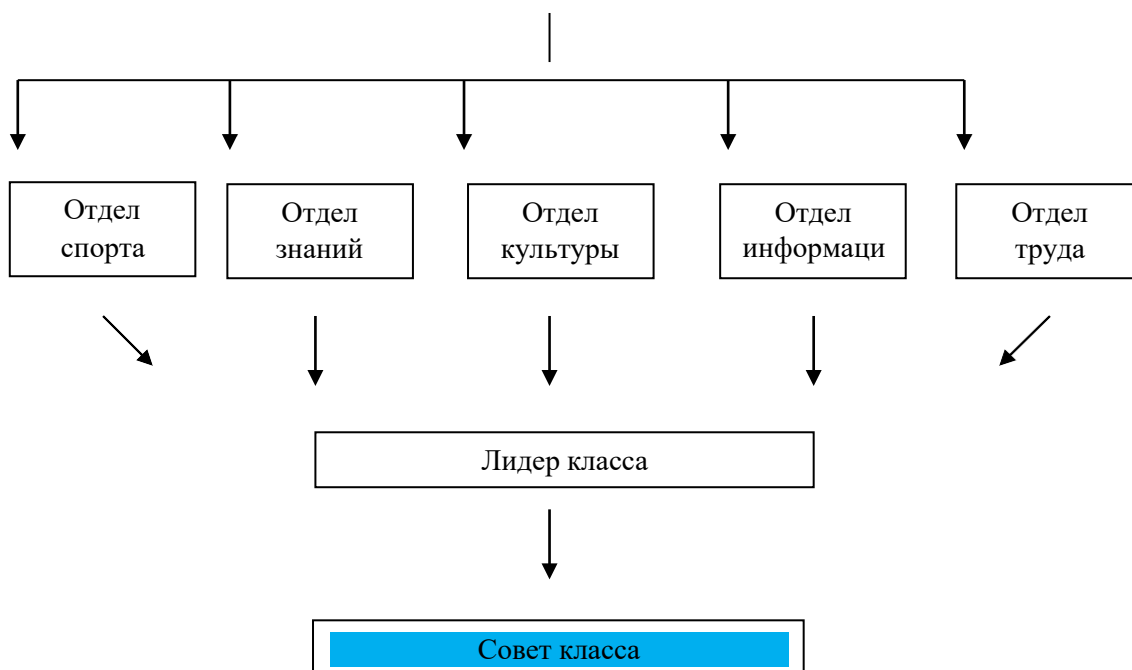 Отдел
спорта
Отдел
знаний
Отдел
культуры
Отдел
информаци
Отдел
труда
Лидер класса
Совет класса